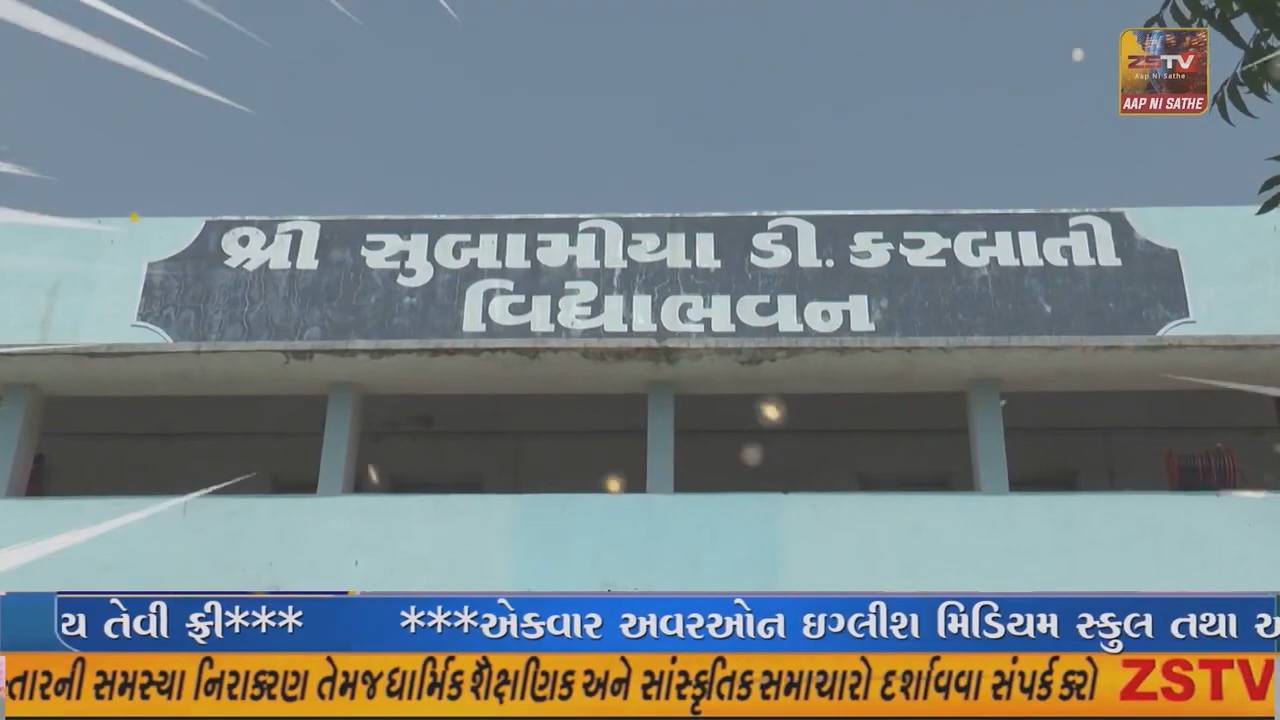 ZSTV
Aap Ni Sathe
AAP NI SATHE
શ્રી સુબામીયા ડી. કરબાતી
વિદ્યાભવન
ય તેવી ફ્રી*** ***એકવાર અવરઓન ઇગ્લીશ મિડિયમ સ્કુલ તથા અ
તારની સમસ્યા નિરાકરણ તેમજ ધાર્મિક શૈક્ષણિક અને સાંસ્કૃતિક સમાચારો દર્શાવવા સંપર્ક કરો ZSTV